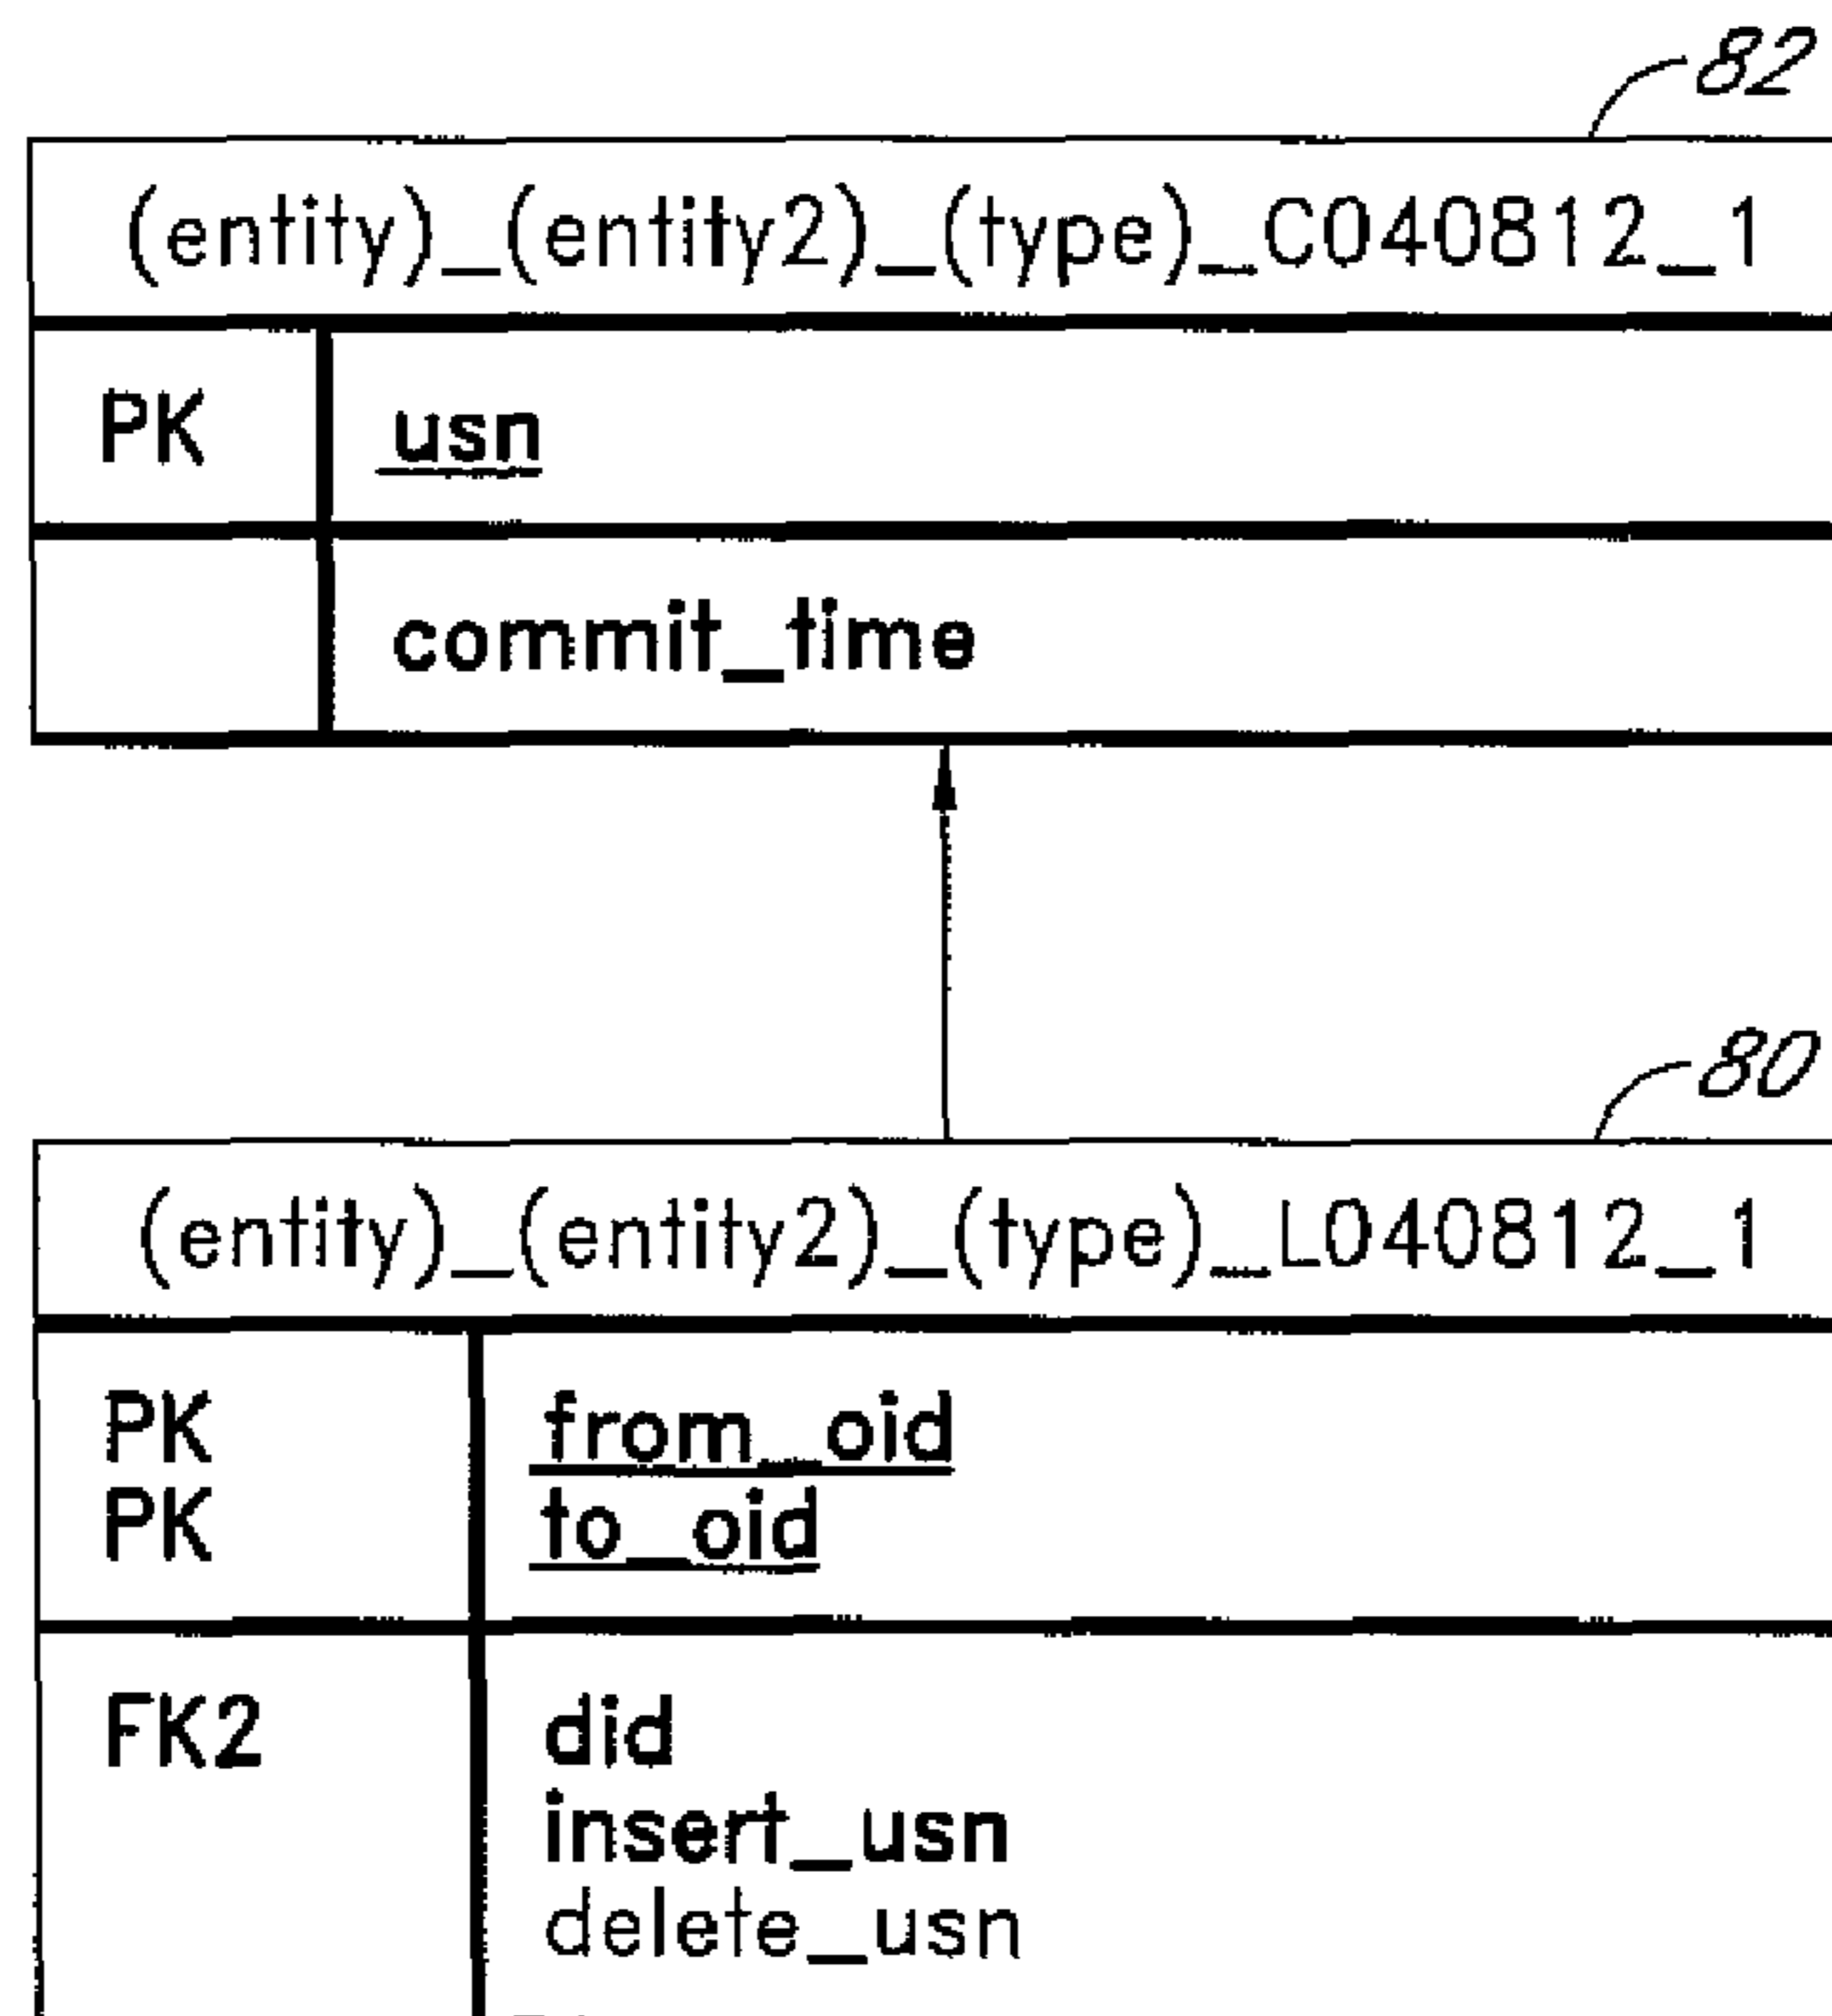 82
(entity)_(entity2)_(type)_C040812_1
PK usn
commit_time
80
(entity)_(entity2)_(type)_L040812_1
PK from_oid
PK to_oid
FK2 did
insert_usn
delete_usn